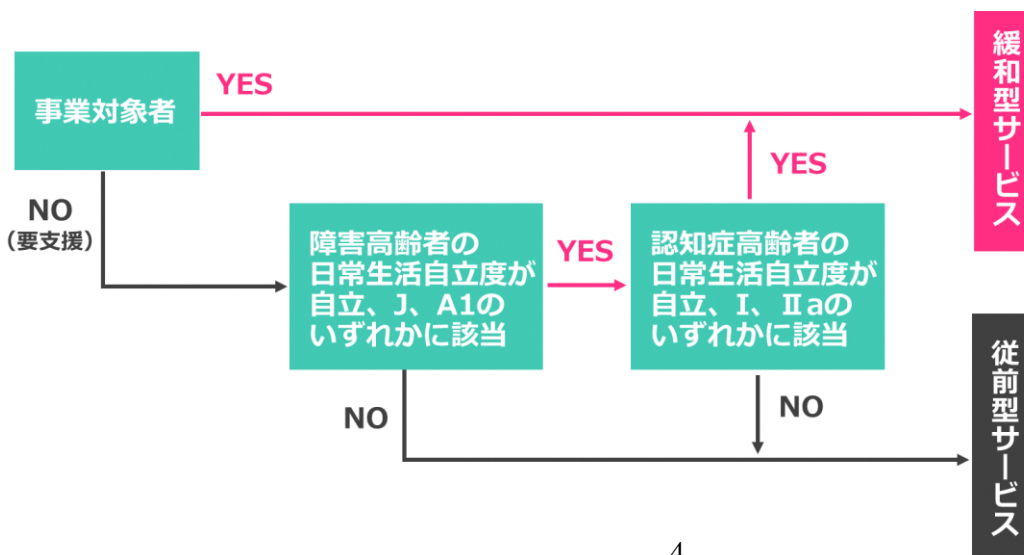 事業対象者
YES
NO
（要支援）
障害高齢者の
日常生活自立度が
自立、J、A1の
いずれかに該当
YES
認知症高齢者の
日常生活自立度が
自立、Ⅰ、Ⅱaの
いずれかに該当
YES
NO
NO
緩和型サービス
従前型サービス
4